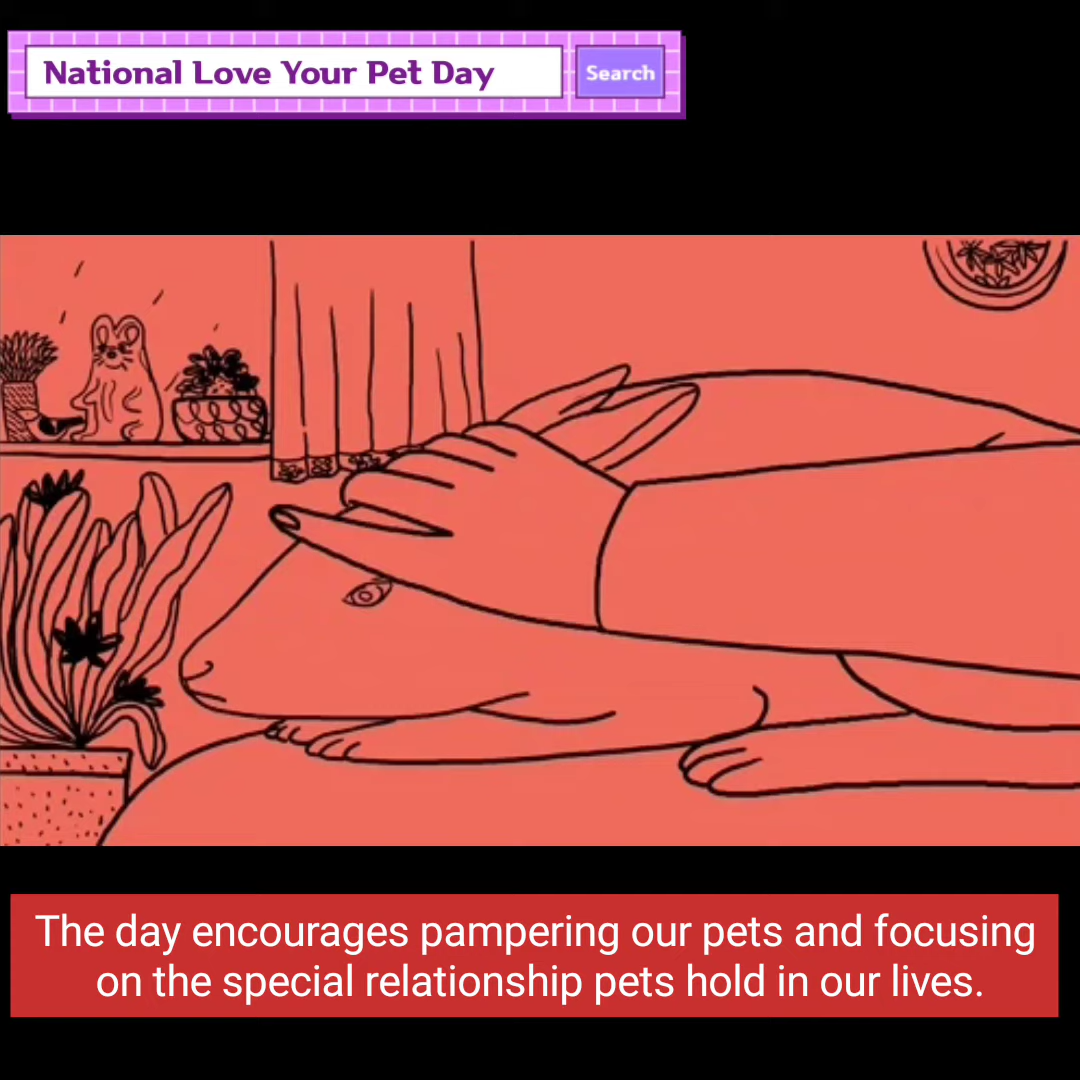 National Love Your Pet Day
Search
The day encourages pampering our pets and focusing
on the special relationship pets hold in our lives.